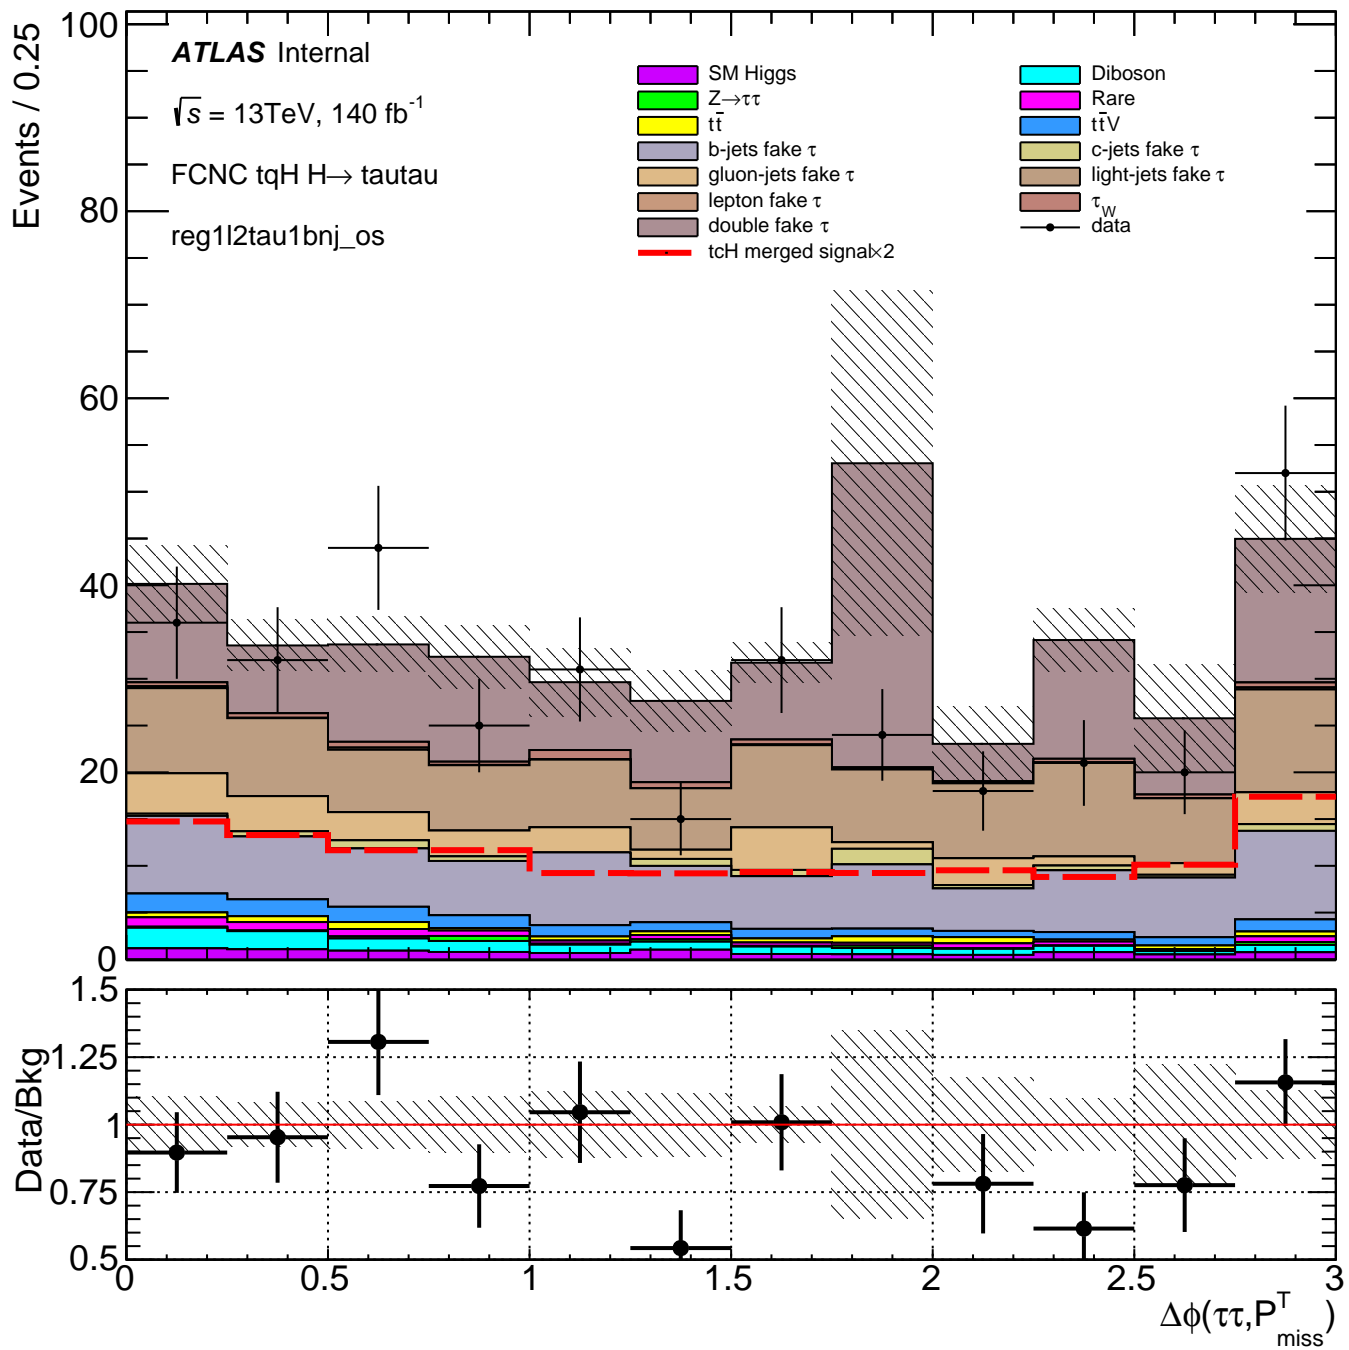 100
80
60
40
20
0
Events / 0.25
ATLAS Internal
√s = 13TeV, 140 fb⁻¹
FCNC tqH H→ tautau
reg1l2tau1bnj_os
SM Higgs
Z→ττ
tt̄
b-jets fake τ
gluon-jets fake τ
lepton fake τ
double fake τ
tcH merged signal×2
Diboson
Rare
tt̄V
c-jets fake τ
light-jets fake τ
τ_W
data
1.5
1.25
1
0.75
0.5
Data/Bkg
0 0.5 1 1.5 2 2.5 3
Δϕ(ττ,P^T_miss)